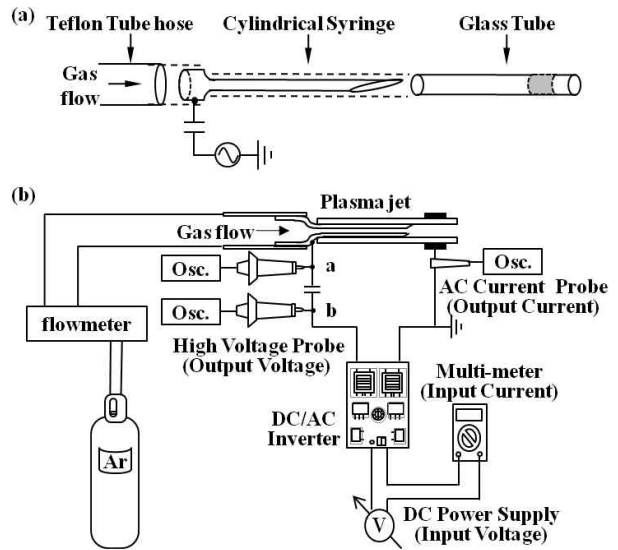 (a)
Teflon Tube hose
Cylindrical Syringe
Glass Tube
Gas
flow
(b)
Plasma jet
Gas flow
Osc.
a
Osc.
AC Current Probe
(Output Current)
Osc.
b
flowmeter
High Voltage Probe
(Output Voltage)
Multi-meter
(Input Current)
DC/AC
Inverter
Ar
V
DC Power Supply
(Input Voltage)